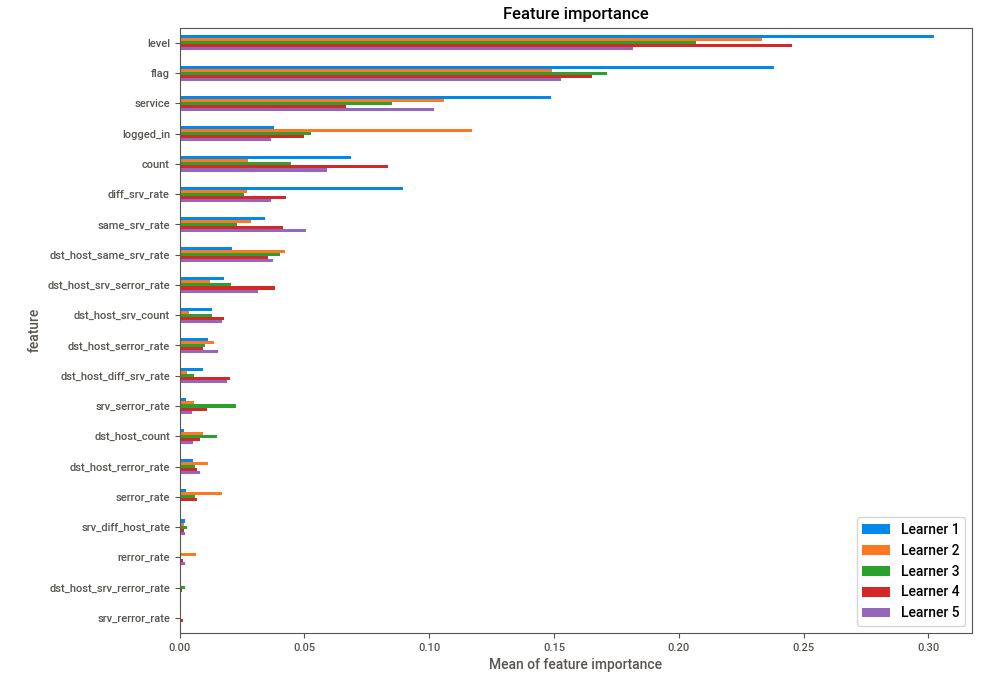 Feature importance
level
flag
service
logged_in
count
diff_srv_rate
same_srv_rate
dst_host_same_srv_rate
dst_host_srv_serror_rate
dst_host_srv_count
dst_host_serror_rate
dst_host_diff_srv_rate
srv_serror_rate
dst_host_count
dst_host_rerror_rate
serror_rate
srv_diff_host_rate
rerror_rate
dst_host_srv_rerror_rate
srv_rerror_rate
feature
Learner 1
Learner 2
Learner 3
Learner 4
Learner 5
0.00 0.05 0.10 0.15 0.20 0.25 0.30
Mean of feature importance